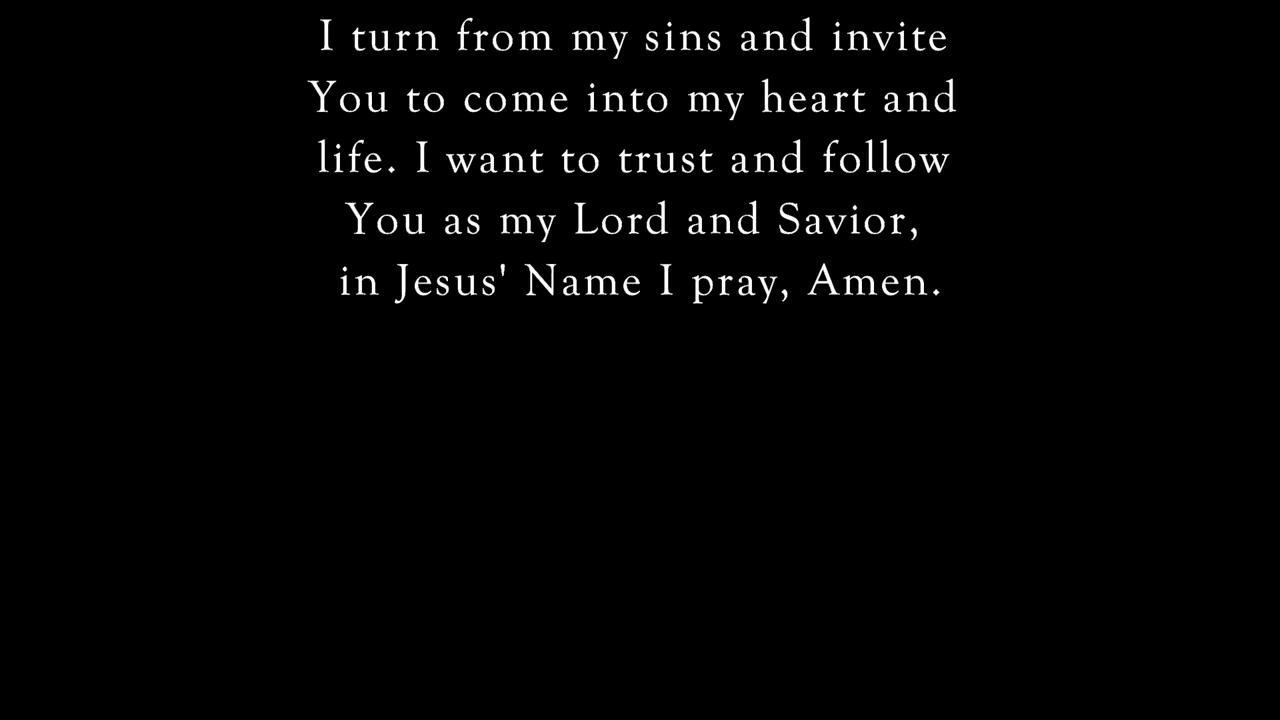 I turn from my sins and invite
You to come into my heart and
life. I want to trust and follow
You as my Lord and Savior,
in Jesus' Name I pray, Amen.